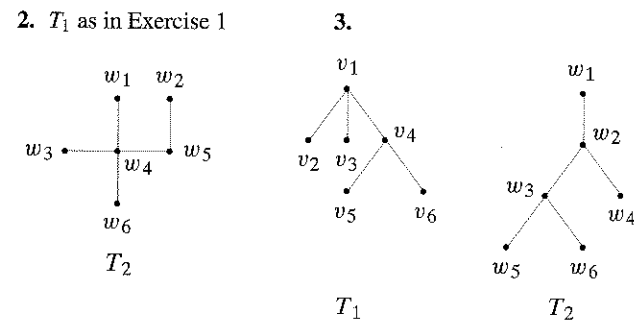 2. T₁ as in Exercise 1
w₁ w₂
w₃ w₄ w₅
w₆
T₂
3.
v₁
v₂ v₃ v₄
v₅ v₆
T₁
w₁
w₂
w₃ w₄
w₅ w₆
T₂